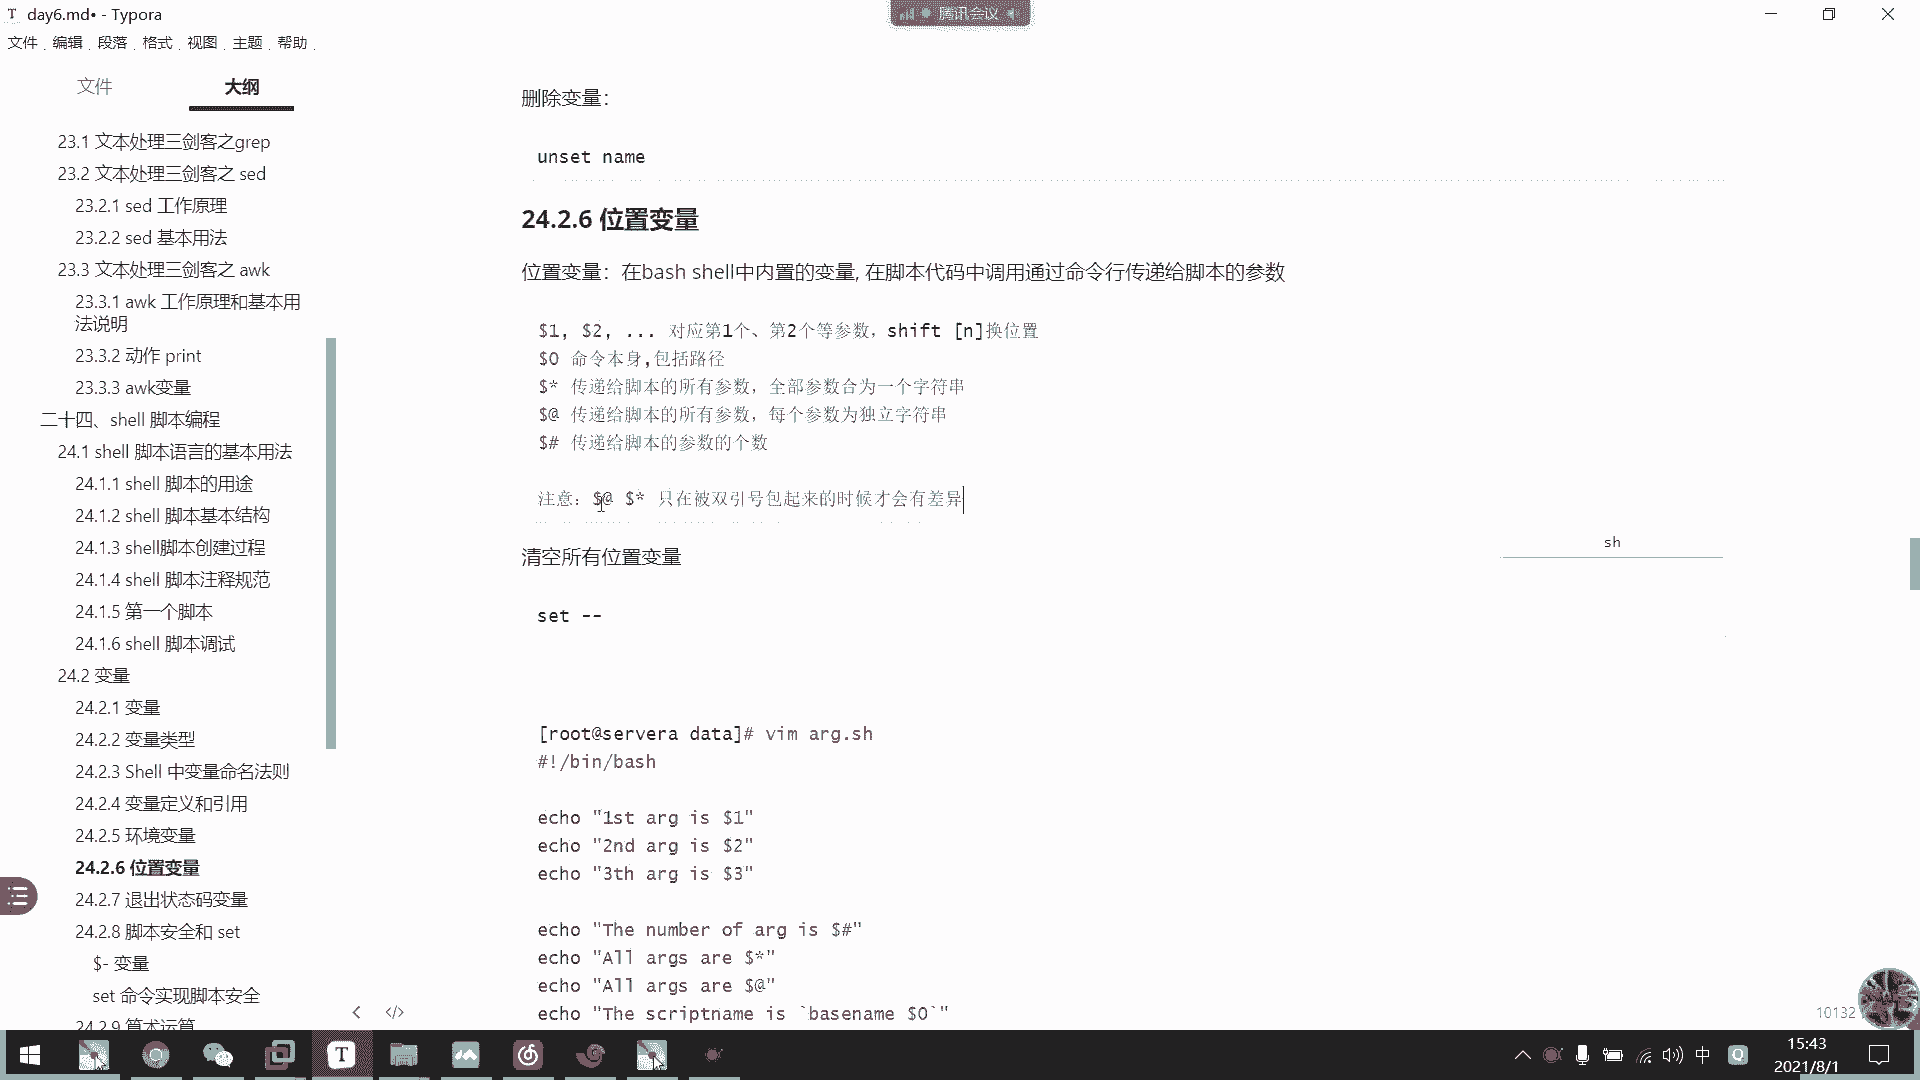 day6.md• - Typora
腾讯会议
文件 编辑 段落 格式 视图 主题 帮助
文件 大纲
23.1 文本处理三剑客之grep
23.2 文本处理三剑客之 sed
23.2.1 sed 工作原理
23.2.2 sed 基本用法
23.3 文本处理三剑客之 awk
23.3.1 awk 工作原理和基本用
法说明
23.3.2 动作 print
23.3.3 awk变量
二十四、shell 脚本编程
24.1 shell 脚本语言的基本用法
24.1.1 shell 脚本的用途
24.1.2 shell 脚本基本结构
24.1.3 shell脚本创建过程
24.1.4 shell 脚本注释规范
24.1.5 第一个脚本
24.1.6 shell 脚本调试
24.2 变量
24.2.1 变量
24.2.2 变量类型
24.2.3 Shell 中变量命名法则
24.2.4 变量定义和引用
24.2.5 环境变量
24.2.6 位置变量
24.2.7 退出状态码变量
24.2.8 脚本安全和 set
$- 变量
set 命令实现脚本安全
24.2.9 算术运算
删除变量：
unset name
24.2.6 位置变量
位置变量：在bash shell中内置的变量, 在脚本代码中调用通过命令行传递给脚本的参数
$1, $2, ... 对应第1个、第2个等参数，shift [n]换位置
$0 命令本身,包括路径
$* 传递给脚本的所有参数，全部参数合为一个字符串
$@ 传递给脚本的所有参数，每个参数为独立字符串
$# 传递给脚本的参数的个数
注意：$@ $* 只在被双引号包起来的时候才会有差异
清空所有位置变量
sh
set --
[root@servera data]# vim arg.sh
#!/bin/bash
echo "1st arg is $1"
echo "2nd arg is $2"
echo "3th arg is $3"
echo "The number of arg is $#"
echo "All args are $*"
echo "All args are $@"
echo "The scriptname is `basename $0`"
10132
中
15:43
2021/8/1